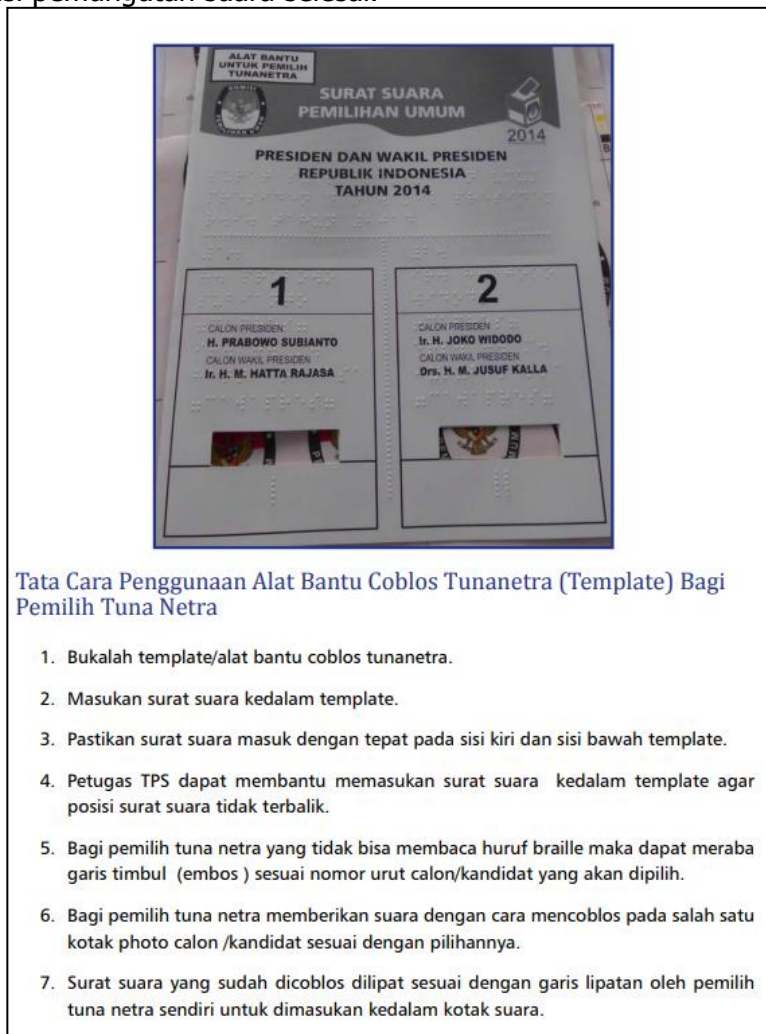 ALAT BANTU
UNTUK PEMILIH
TUNANETRA
SURAT SUARA
PEMILIHAN UMUM
2014
PRESIDEN DAN WAKIL PRESIDEN
REPUBLIK INDONESIA
TAHUN 2014
1
CALON PRESIDEN
H. PRABOWO SUBIANTO
CALON WAKIL PRESIDEN
Ir. H. M. HATTA RAJASA
2
CALON PRESIDEN
Ir. H. JOKO WIDODO
CALON WAKIL PRESIDEN
Drs. H. M. JUSUF KALLA
Tata Cara Penggunaan Alat Bantu Coblos Tunanetra (Template) Bagi
Pemilih Tuna Netra
1. Bukalah template/alat bantu coblos tunanetra.
2. Masukan surat suara kedalam template.
3. Pastikan surat suara masuk dengan tepat pada sisi kiri dan sisi bawah template.
4. Petugas TPS dapat membantu memasukan surat suara kedalam template agar
posisi surat suara tidak terbalik.
5. Bagi pemilih tuna netra yang tidak bisa membaca huruf braille maka dapat meraba
garis timbul (embos ) sesuai nomor urut calon/kandidat yang akan dipilih.
6. Bagi pemilih tuna netra memberikan suara dengan cara mencoblos pada salah satu
kotak photo calon /kandidat sesuai dengan pilihannya.
7. Surat suara yang sudah dicoblos dilipat sesuai dengan garis lipatan oleh pemilih
tuna netra sendiri untuk dimasukan kedalam kotak suara.